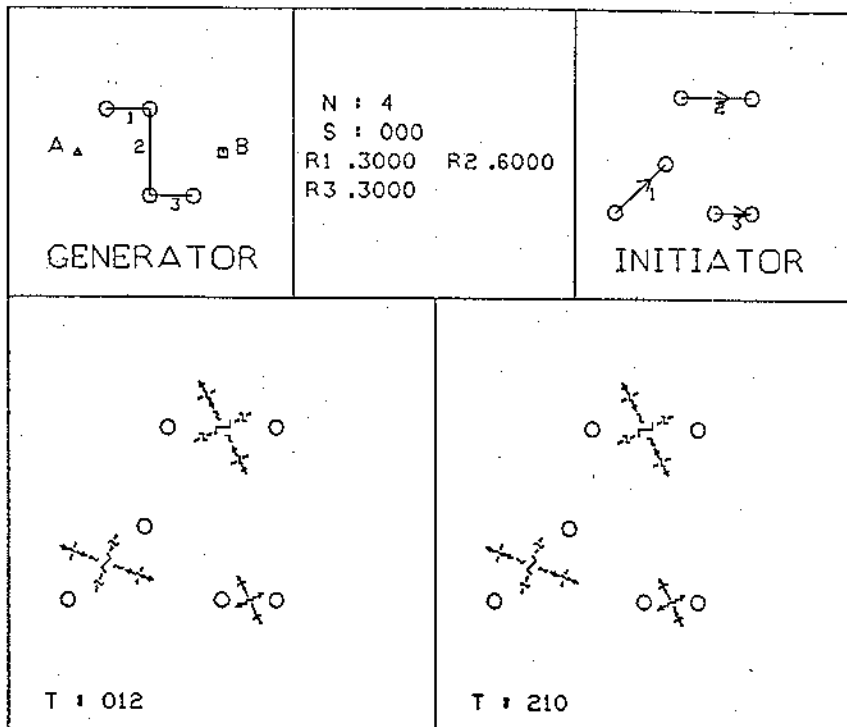 A
1
2
3
B
GENERATOR
N : 4
S : 000
R1 .3000 R2 .6000
R3 .3000
2
1
3
INITIATOR
T : 012
T : 210